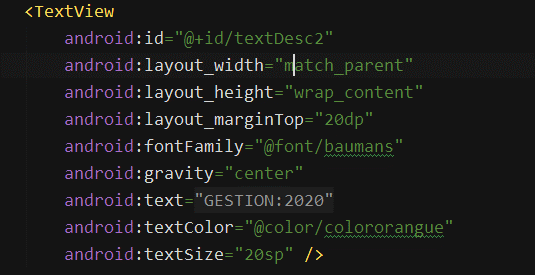 <TextView
android:id="@+id/textDesc2"
android:layout_width="match_parent"
android:layout_height="wrap_content"
android:layout_marginTop="20dp"
android:fontFamily="@font/baumans"
android:gravity="center"
android:text="GESTION:2020"
android:textColor="@color/colororangue"
android:textSize="20sp" />